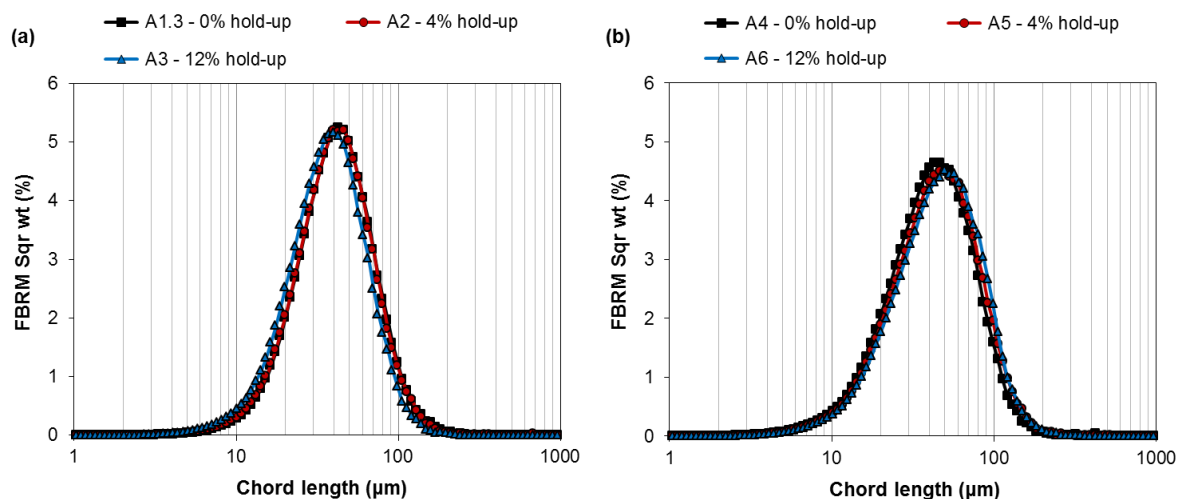 (a)
A1.3 - 0% hold-up
A2 - 4% hold-up
A3 - 12% hold-up
6
5
4
3
2
1
0
FBRM Sqr wt (%)
1
10
100
1000
Chord length (µm)
(b)
A4 - 0% hold-up
A5 - 4% hold-up
A6 - 12% hold-up
6
5
4
3
2
1
0
FBRM Sqr wt (%)
1
10
100
1000
Chord length (µm)